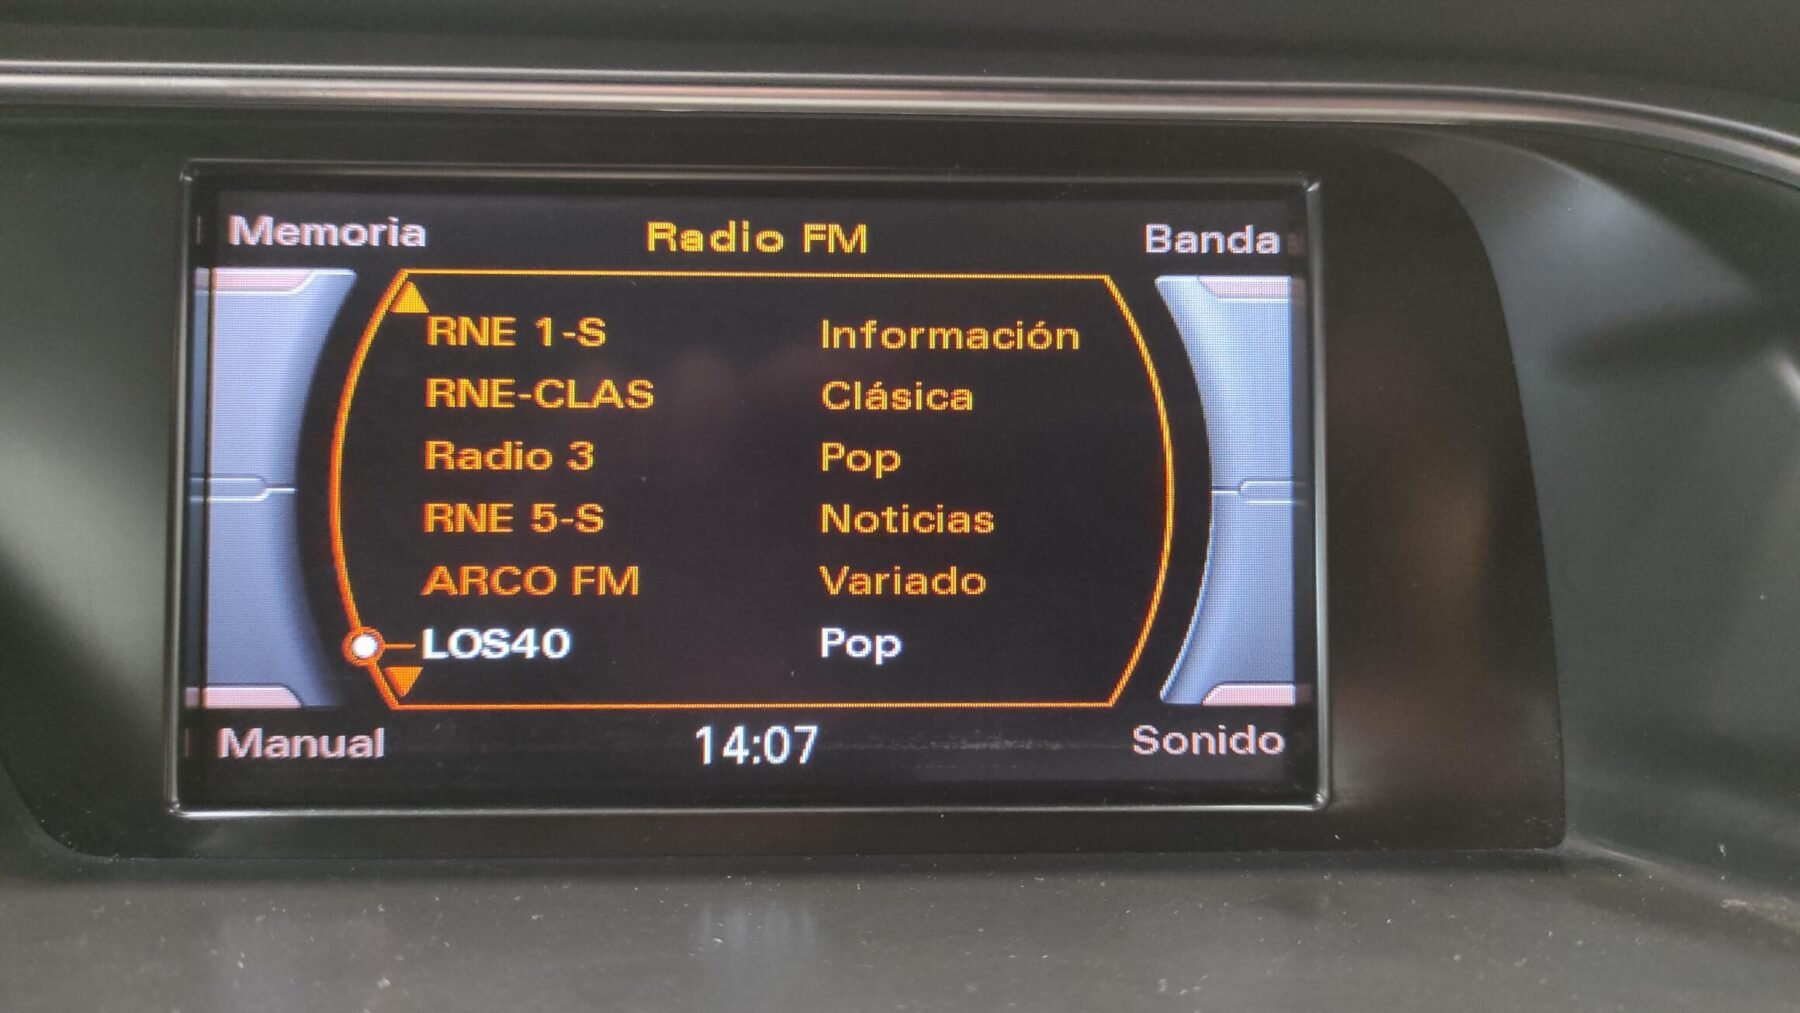 Memoria Radio FM Banda
RNE 1-S Información
RNE-CLAS Clásica
Radio 3 Pop
RNE 5-S Noticias
ARCO FM Variado
LOS40 Pop
Manual 14:07 Sonido